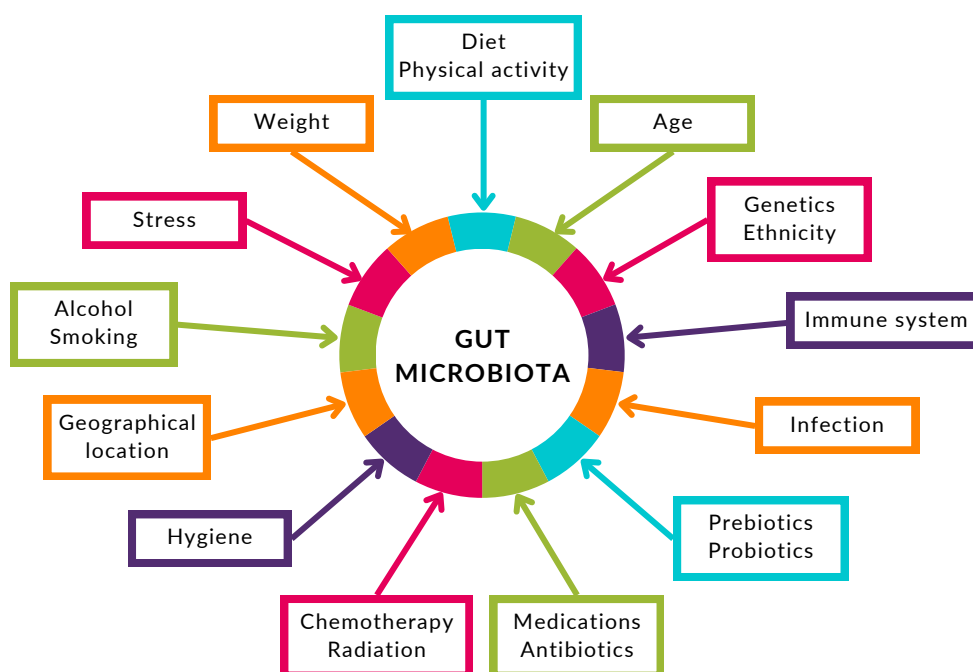 Diet
Physical activity
Weight
Age
Stress
Genetics
Ethnicity
Alcohol
Smoking
Immune system
GUT
MICROBIOTA
Geographical
location
Infection
Hygiene
Prebiotics
Probiotics
Chemotherapy
Radiation
Medications
Antibiotics